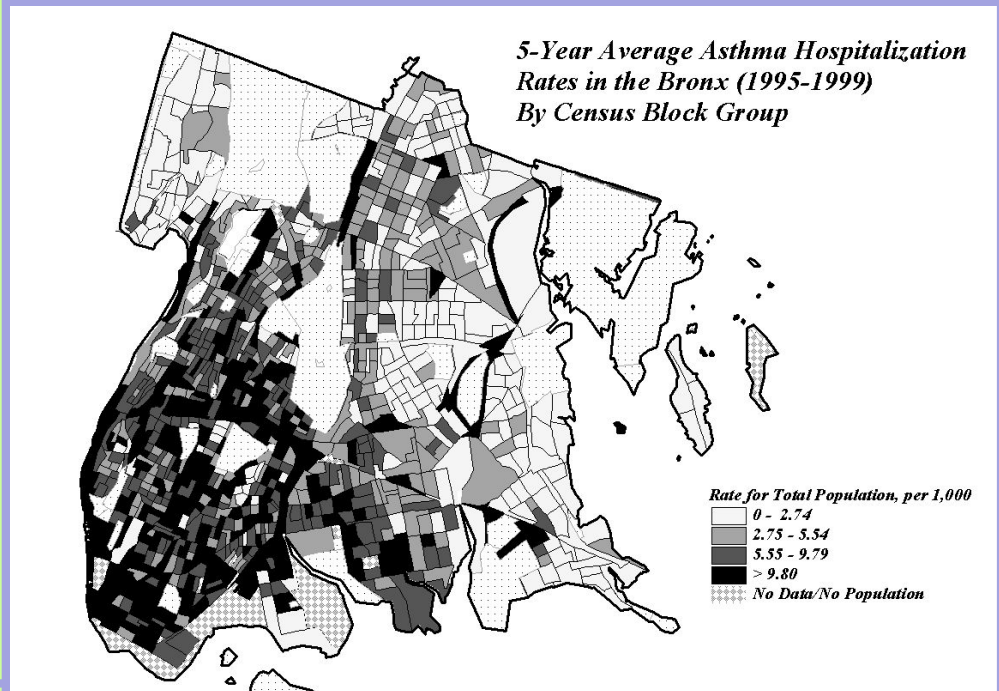 5-Year Average Asthma Hospitalization
Rates in the Bronx (1995-1999)
By Census Block Group
Rate for Total Population, per 1,000
0 - 2.74
2.75 - 5.54
5.55 - 9.79
> 9.80
No Data/No Population